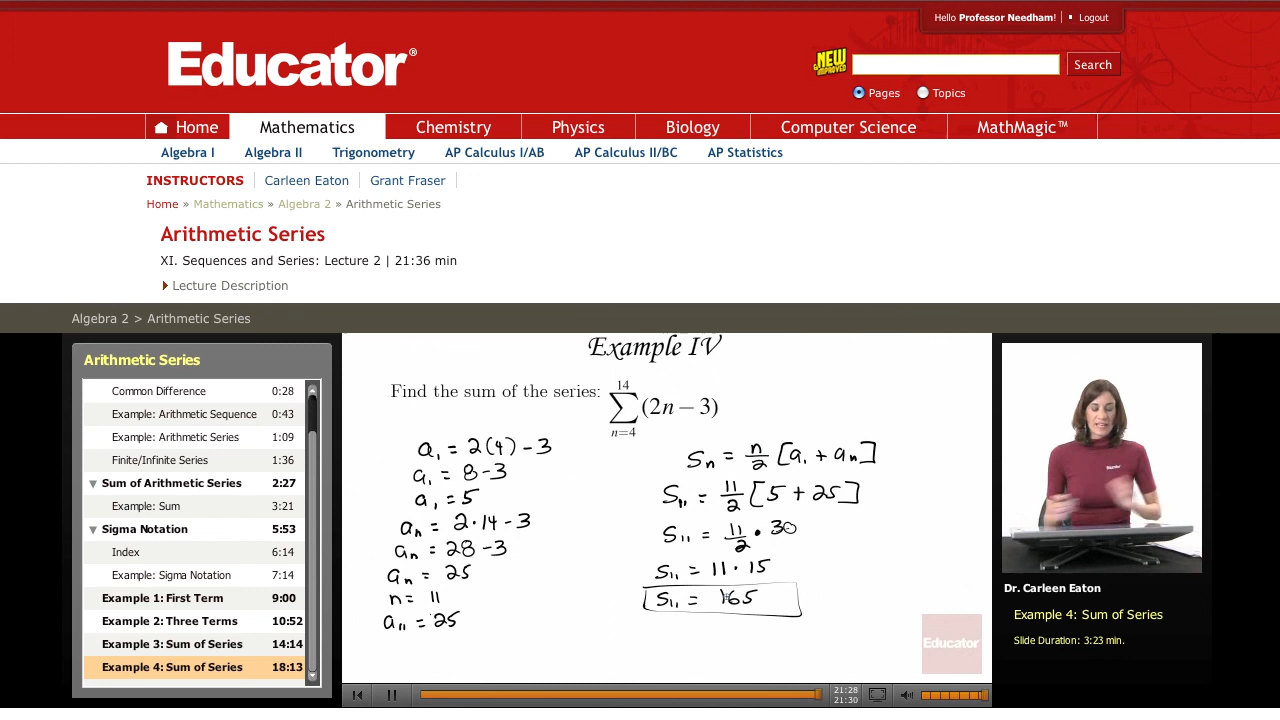 Hello Professor Needham! | ▪ Logout
Educator®
NEW & IMPROVED
Search
Pages Topics
Home Mathematics Chemistry Physics Biology Computer Science MathMagic™
Algebra I Algebra II Trigonometry AP Calculus I/AB AP Calculus II/BC AP Statistics
INSTRUCTORS Carleen Eaton Grant Fraser
Home » Mathematics » Algebra 2 » Arithmetic Series
Arithmetic Series
XI. Sequences and Series: Lecture 2 | 21:36 min
Lecture Description
Algebra 2 > Arithmetic Series
Arithmetic Series
Common Difference 0:28
Example: Arithmetic Sequence 0:43
Example: Arithmetic Series 1:09
Finite/Infinite Series 1:36
Sum of Arithmetic Series 2:27
Example: Sum 3:21
Sigma Notation 5:53
Index 6:14
Example: Sigma Notation 7:14
Example 1: First Term 9:00
Example 2: Three Terms 10:52
Example 3: Sum of Series 14:14
Example 4: Sum of Series 18:13
Example IV
Find the sum of the series:
14
∑ (2n − 3)
n=4
a₁ = 2(4) − 3
a₁ = 8 − 3
a₁ = 5
aₙ = 2·14 − 3
aₙ = 28 − 3
aₙ = 25
n = 11
a₁₁ = 25
Sₙ = n/2 [a₁ + aₙ]
S₁₁ = 11/2 [5 + 25]
S₁₁ = 11/2 • 30
S₁₁ = 11 · 15
S₁₁ = 165
Educator
21:28
21:30
Dr. Carleen Eaton
Example 4: Sum of Series
Slide Duration: 3:23 min.